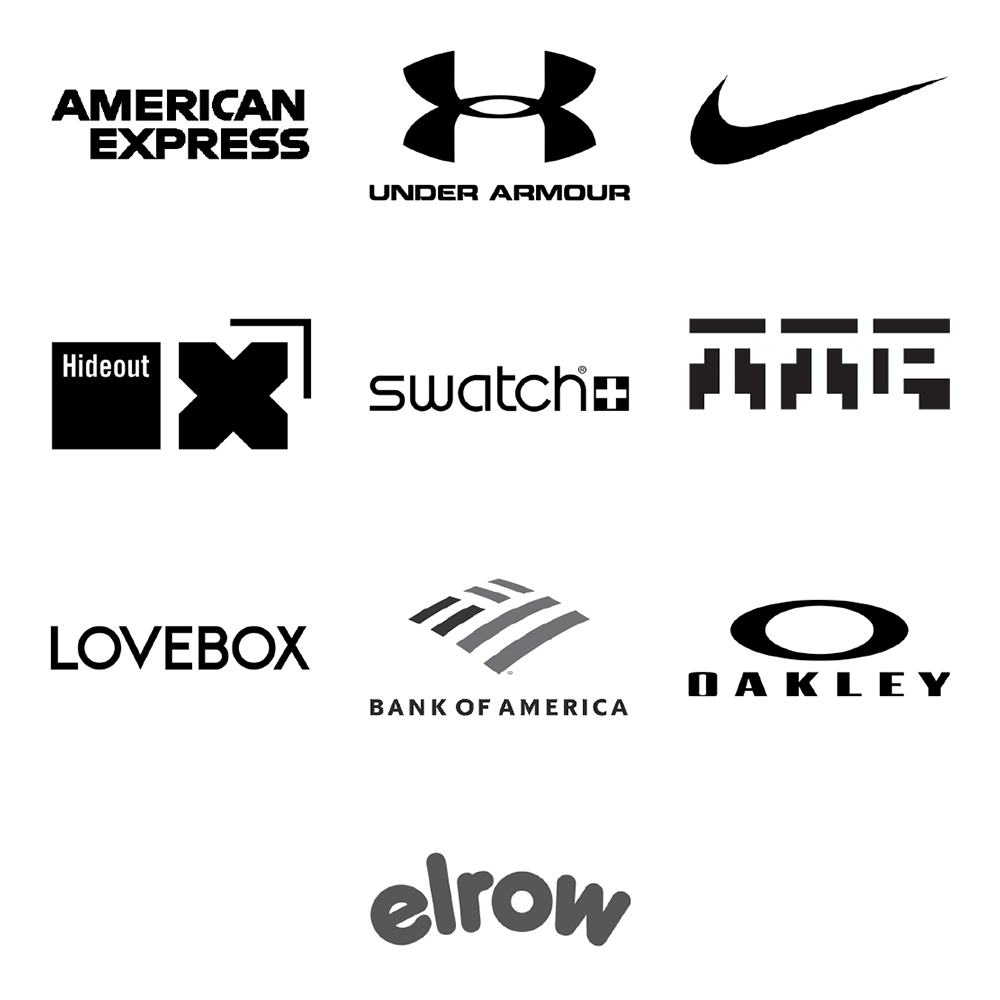 AMERICAN
EXPRESS
UNDER ARMOUR
Hideout
X
swatch®
LOVEBOX
®
BANK OF AMERICA
OAKLEY
elrow